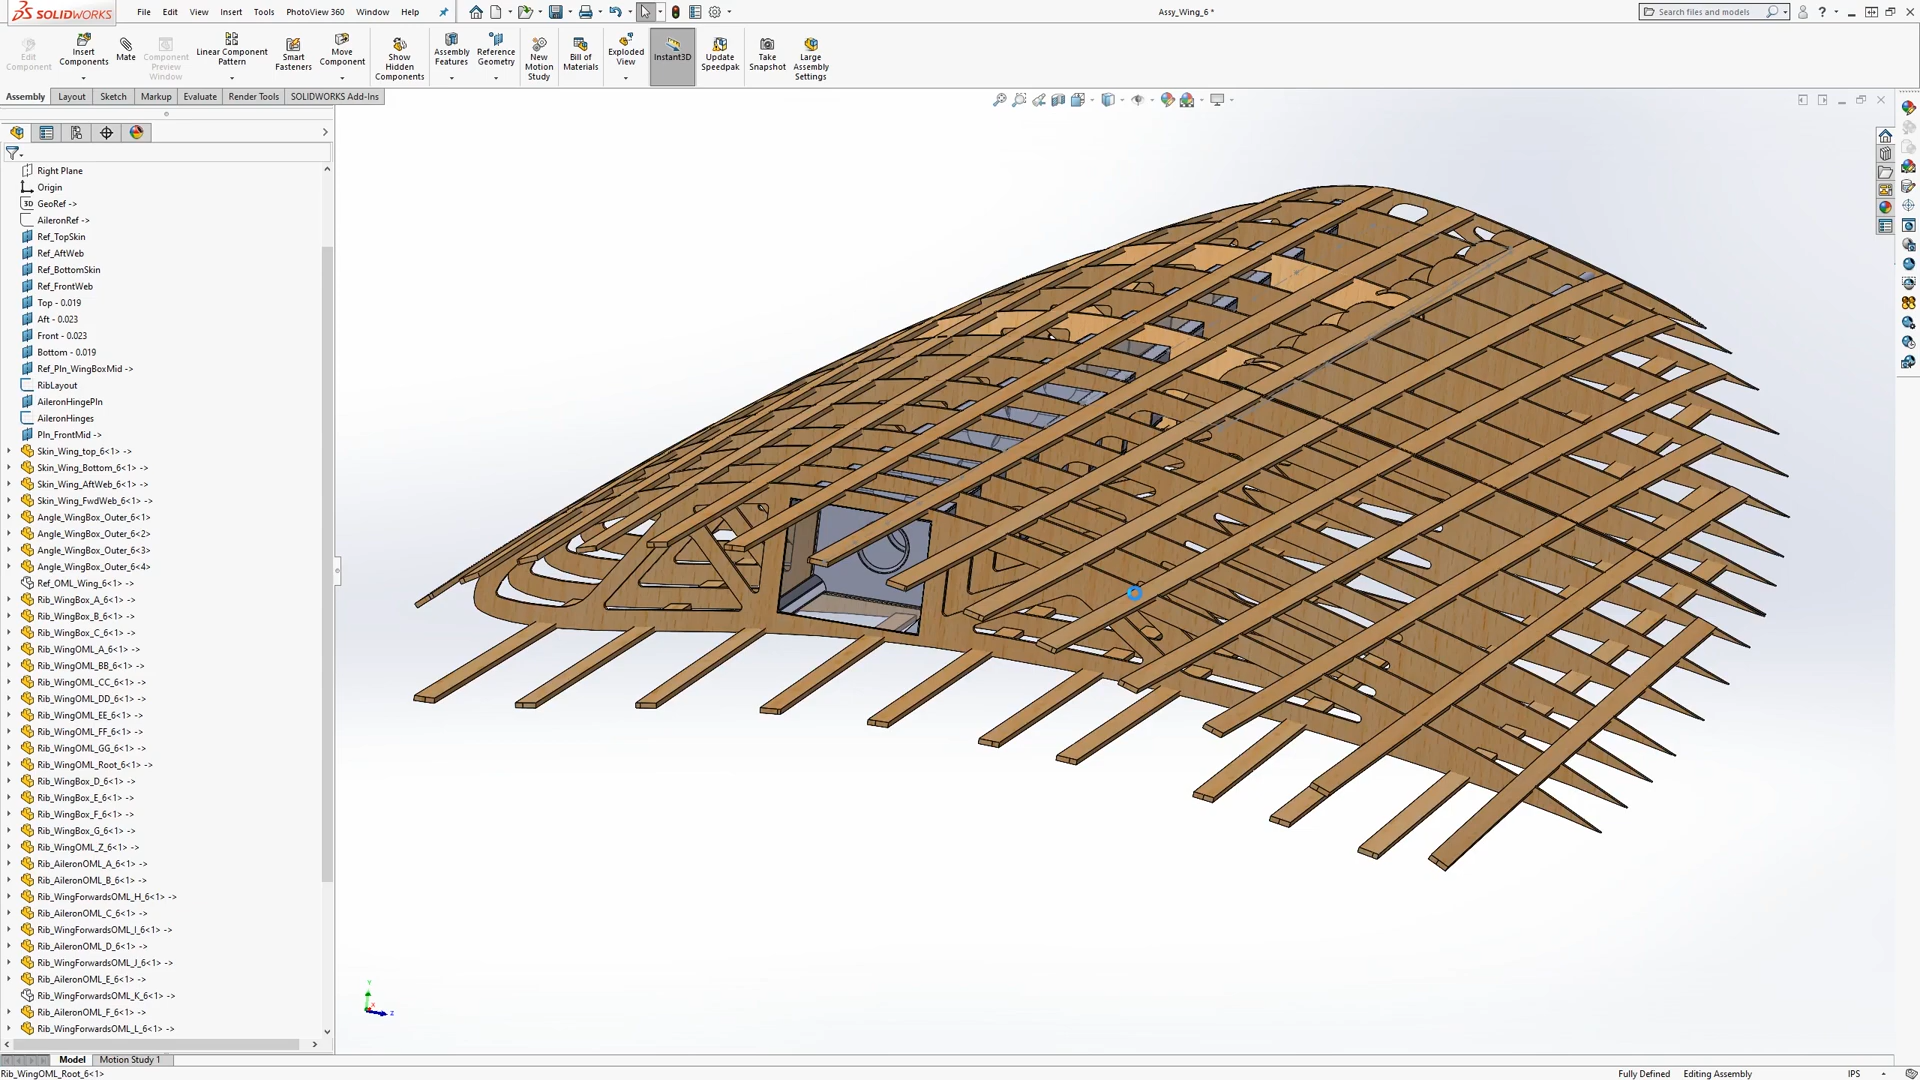 SOLIDWORKS
File Edit View Insert Tools PhotoView 360 Window Help
Assy_Wing_6 *
Search files and models
Edit Component
Insert Components
Mate
Component Preview Window
Linear Component Pattern
Smart Fasteners
Move Component
Show Hidden Components
Assembly Features
Reference Geometry
New Motion Study
Bill of Materials
Exploded View
Instant3D
Update Speedpak
Take Snapshot
Large Assembly Settings
Assembly Layout Sketch Markup Evaluate Render Tools SOLIDWORKS Add-Ins
Right Plane
Origin
3D GeoRef ->
AileronRef ->
Ref_TopSkin
Ref_AftWeb
Ref_BottomSkin
Ref_FrontWeb
Top - 0.019
Aft - 0.023
Front - 0.023
Bottom - 0.019
Ref_Pln_WingBoxMid ->
RibLayout
AileronHingePln
AileronHinges
Pln_FrontMid ->
Skin_Wing_top_6<1> ->
Skin_Wing_Bottom_6<1> ->
Skin_Wing_AftWeb_6<1> ->
Skin_Wing_FwdWeb_6<1> ->
Angle_WingBox_Outer_6<1>
Angle_WingBox_Outer_6<2>
Angle_WingBox_Outer_6<3>
Angle_WingBox_Outer_6<4>
Ref_OML_Wing_6<1> ->
Rib_WingBox_A_6<1> ->
Rib_WingBox_B_6<1> ->
Rib_WingBox_C_6<1> ->
Rib_WingOML_A_6<1> ->
Rib_WingOML_BB_6<1> ->
Rib_WingOML_CC_6<1> ->
Rib_WingOML_DD_6<1> ->
Rib_WingOML_EE_6<1> ->
Rib_WingOML_FF_6<1> ->
Rib_WingOML_GG_6<1> ->
Rib_WingOML_Root_6<1> ->
Rib_WingBox_D_6<1> ->
Rib_WingBox_E_6<1> ->
Rib_WingBox_F_6<1> ->
Rib_WingBox_G_6<1> ->
Rib_WingOML_Z_6<1> ->
Rib_AileronOML_A_6<1> ->
Rib_AileronOML_B_6<1> ->
Rib_WingForwardsOML_H_6<1> ->
Rib_AileronOML_C_6<1> ->
Rib_WingForwardsOML_I_6<1> ->
Rib_AileronOML_D_6<1> ->
Rib_WingForwardsOML_J_6<1> ->
Rib_AileronOML_E_6<1> ->
Rib_WingForwardsOML_K_6<1> ->
Rib_AileronOML_F_6<1> ->
Rib_WingForwardsOML_L_6<1> ->
Y
X
Z
Model Motion Study 1
Rib_WingOML_Root_6<1>
Fully Defined Editing Assembly IPS